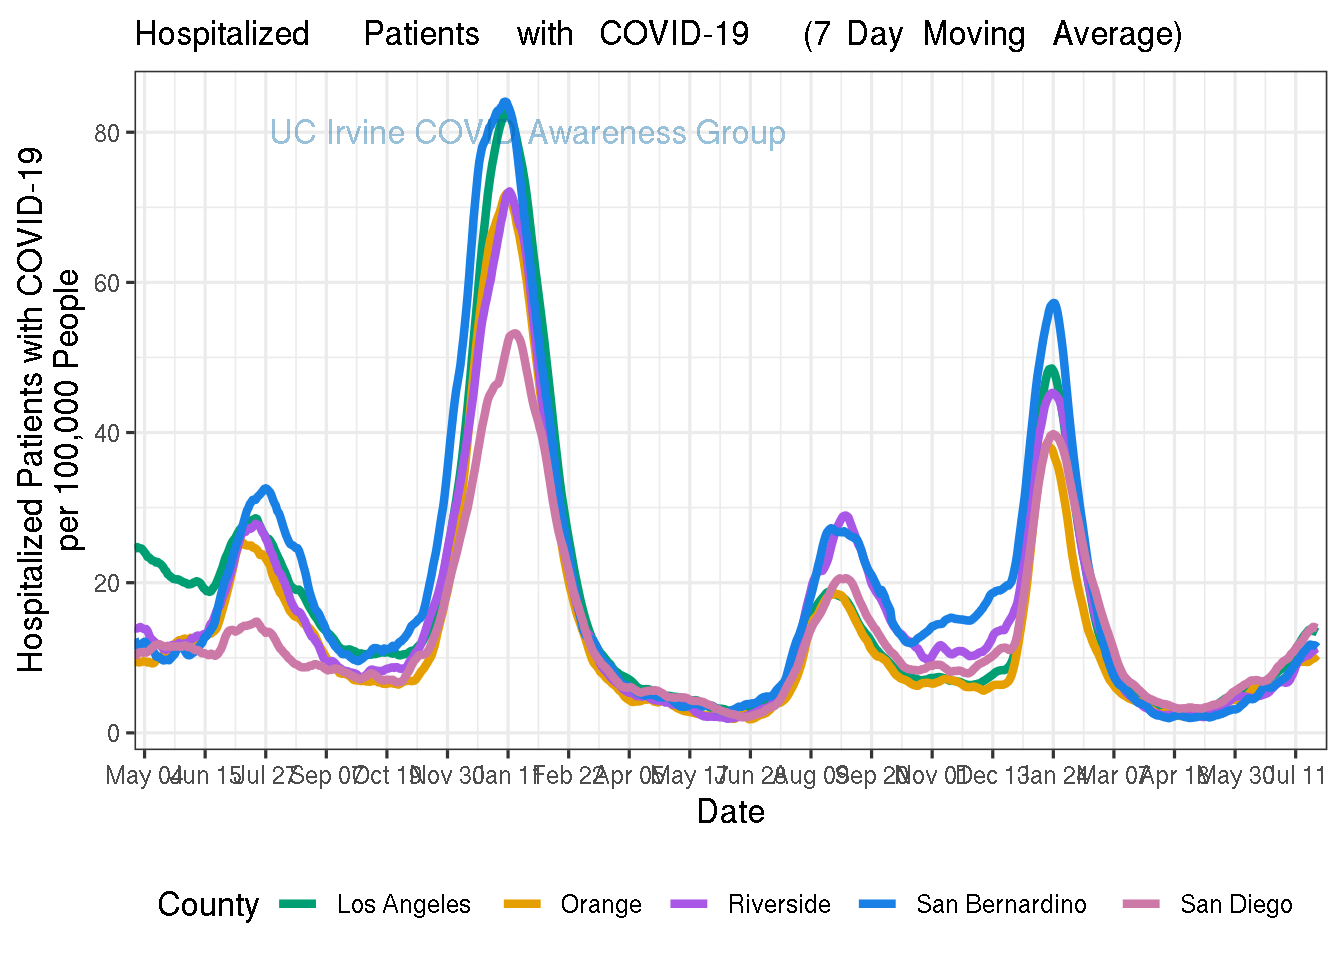 Hospitalized Patients with COVID-19 (7 Day Moving Average)
Hospitalized Patients with COVID-19
per 100,000 People
80
60
40
20
0
UC Irvine COVID Awareness Group
May 04 Jun 15 Jul 27 Sep 07 Oct 19 Nov 30 Jan 11 Feb 22 Apr 05 May 17 Jun 28 Aug 09 Sep 20 Nov 01 Dec 13 Jan 24 Mar 07 Apr 18 May 30 Jul 11
Date
County Los Angeles Orange Riverside San Bernardino San Diego